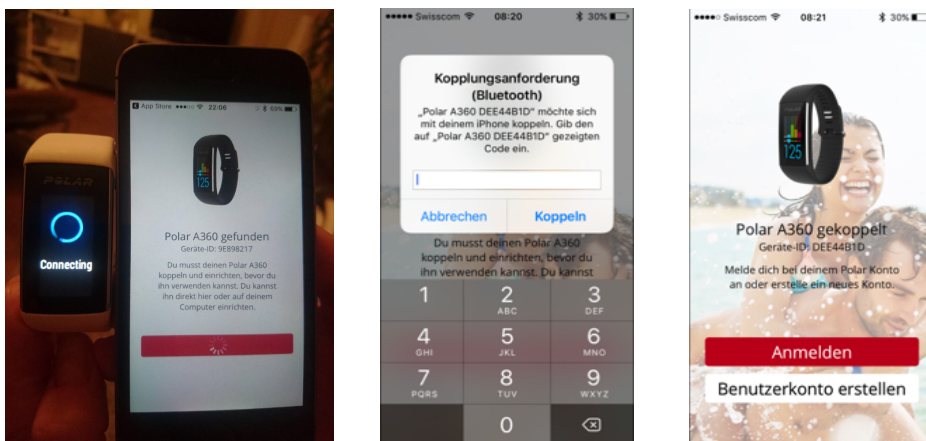 POLAR
Connecting
App Store 22:06 69%
125
Polar A360 gefunden
Geräte-ID: 9E898217
Du musst deinen Polar A360
koppeln und einrichten, bevor du
ihn verwenden kannst. Du kannst
ihn direkt hier oder auf deinem
Computer einrichten.
Swisscom 08:20 30%
Kopplungsanforderung
(Bluetooth)
„Polar A360 DEE44B1D“ möchte sich
mit deinem iPhone koppeln. Gib den
auf „Polar A360 DEE44B1D“ gezeigten
Code ein.
Abbrechen Koppeln
Du musst deinen Polar A360
koppeln und einrichten, bevor du
ihn verwenden kannst. Du kannst
1 2 3
ABC DEF
4 5 6
GHI JKL MNO
7 8 9
PQRS TUV WXYZ
0
Swisscom 08:21 30%
125
Polar A360 gekoppelt
Geräte-ID: DEE44B1D
Melde dich bei deinem Polar Konto
an oder erstelle ein neues Konto.
Anmelden
Benutzerkonto erstellen